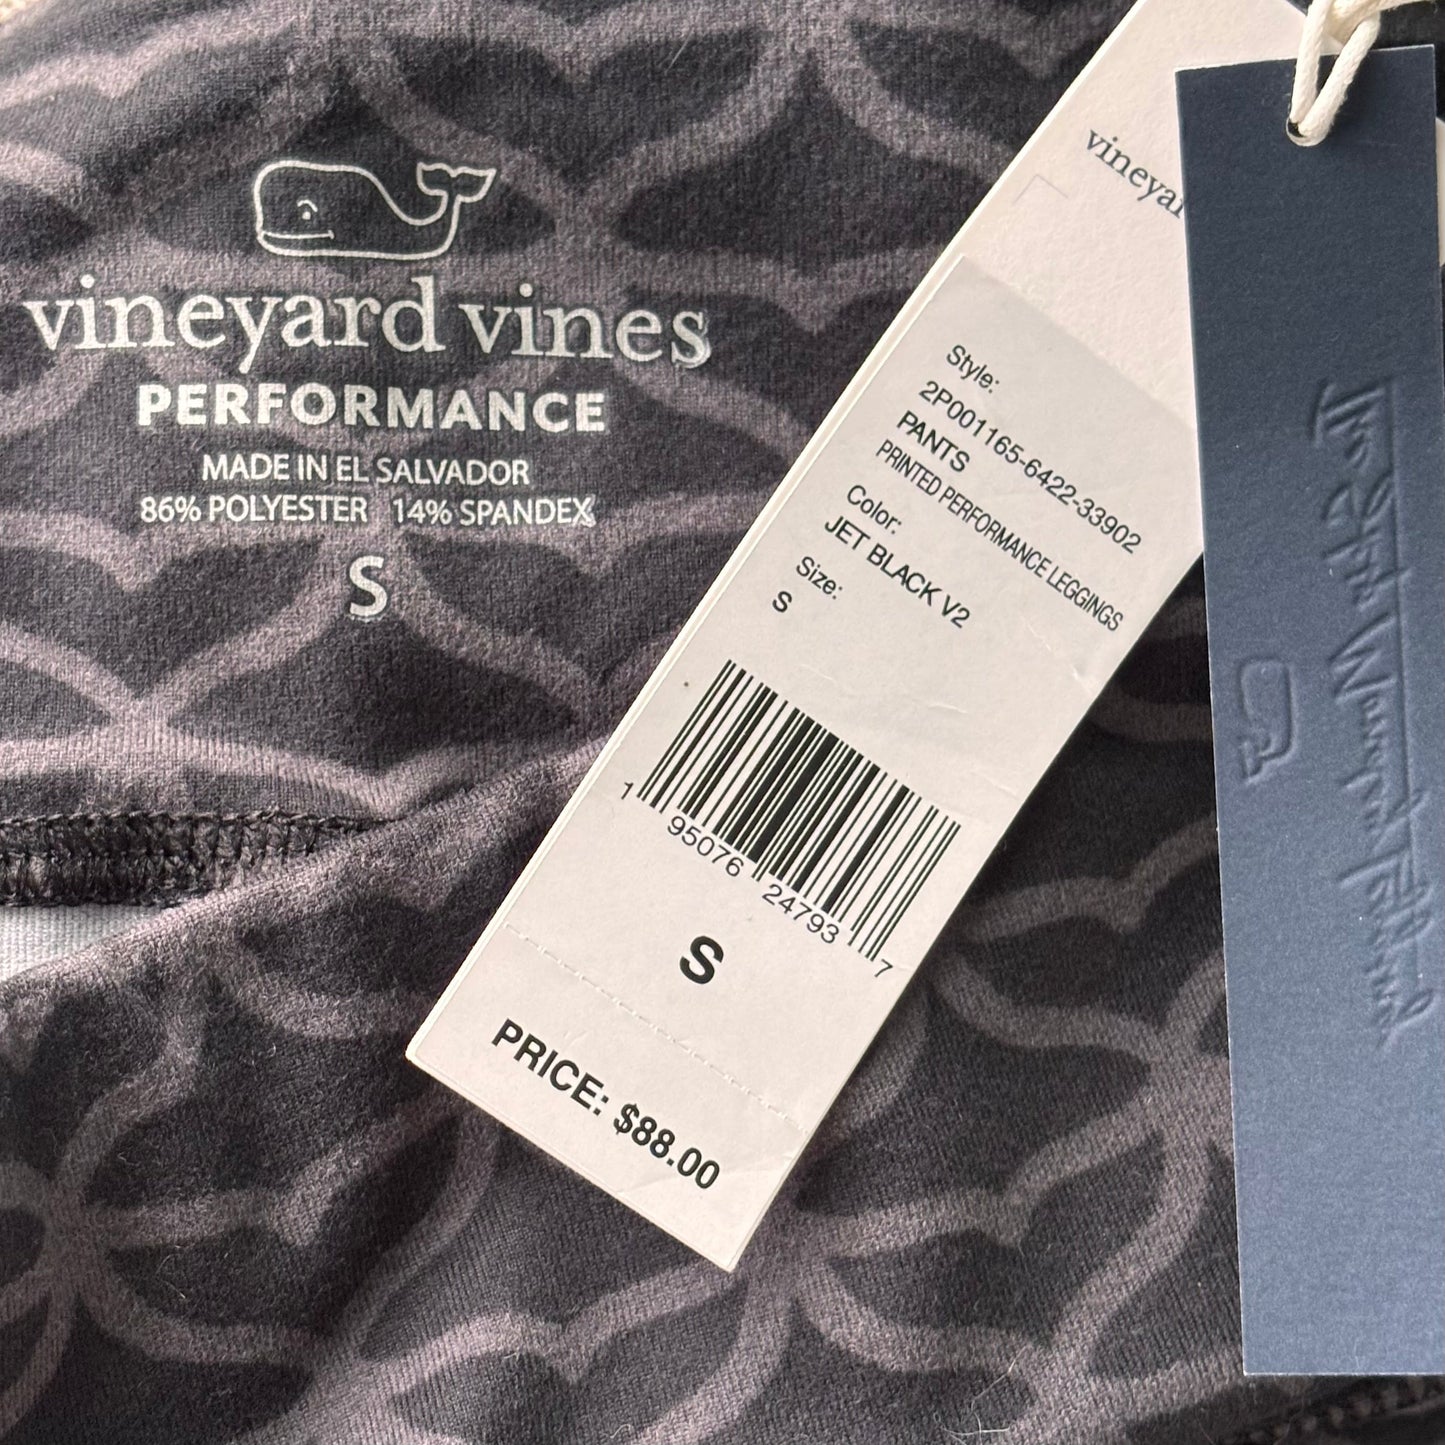 vineyard vines
PERFORMANCE
MADE IN EL SALVADOR
86% POLYESTER 14% SPANDEX
S
Style:
2P001165-6422-33902
PANTS
PRINTED PERFORMANCE LEGGINGS
Color:
JET BLACK V2
Size:
S
1 95076 24793 7
S
PRICE: $88.00